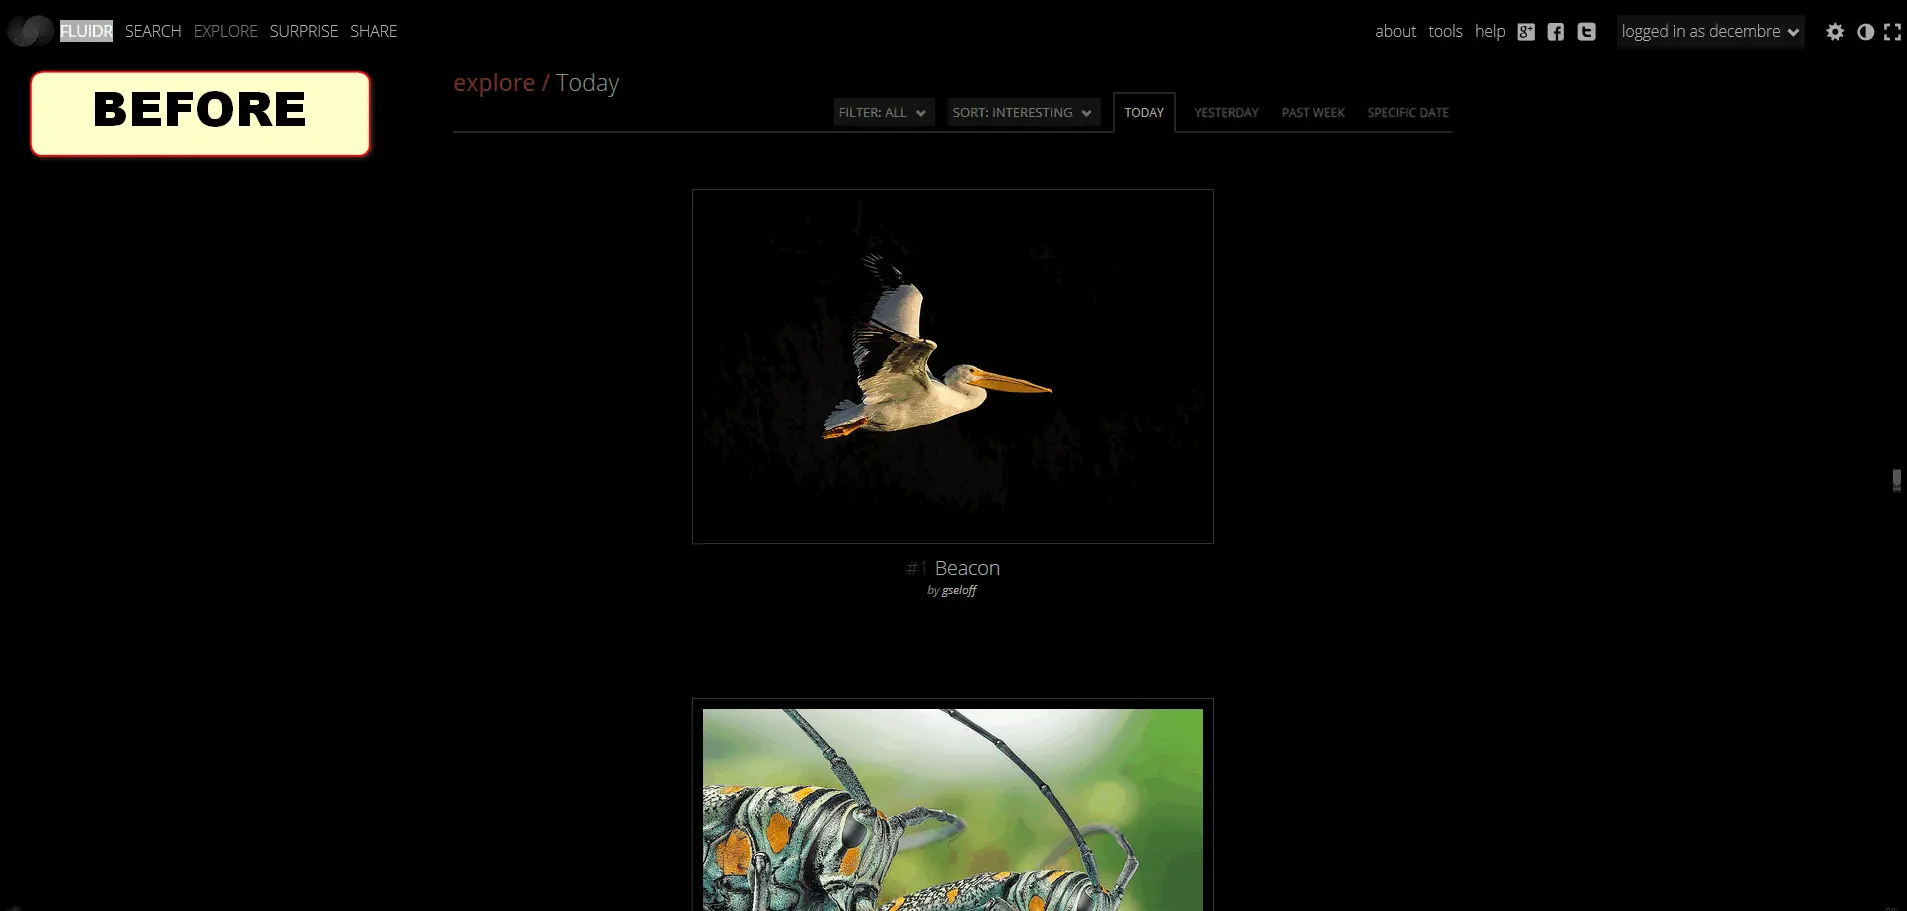 FLUIDR SEARCH EXPLORE SURPRISE SHARE about tools help g+ f t logged in as decembre
BEFORE
explore / Today
FILTER: ALL SORT: INTERESTING TODAY YESTERDAY PAST WEEK SPECIFIC DATE
#1 Beacon
by gseloff